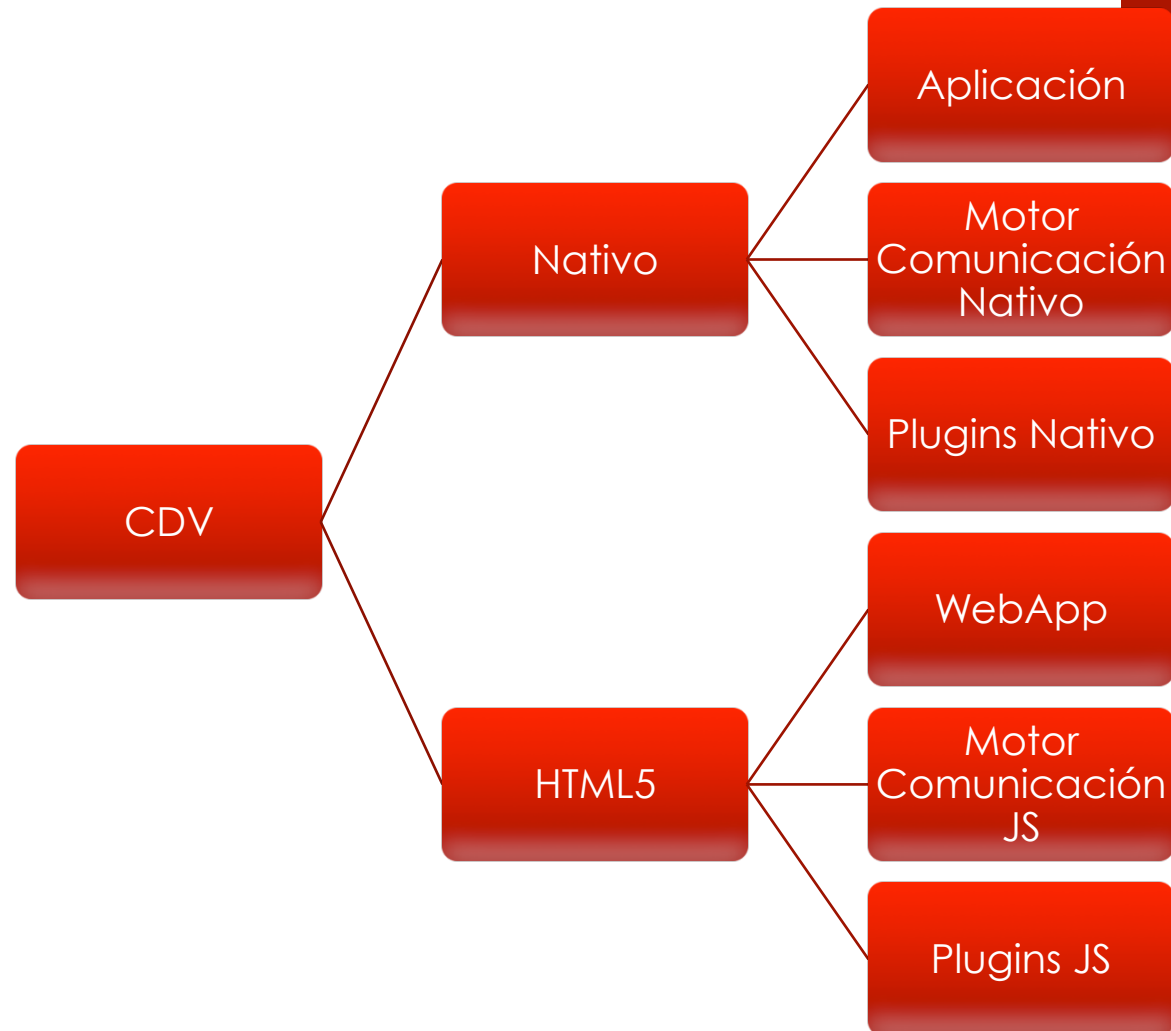 Aplicación
Motor
Comunicación
Nativo
Nativo
Plugins Nativo
CDV
WebApp
HTML5
Motor
Comunicación
JS
Plugins JS